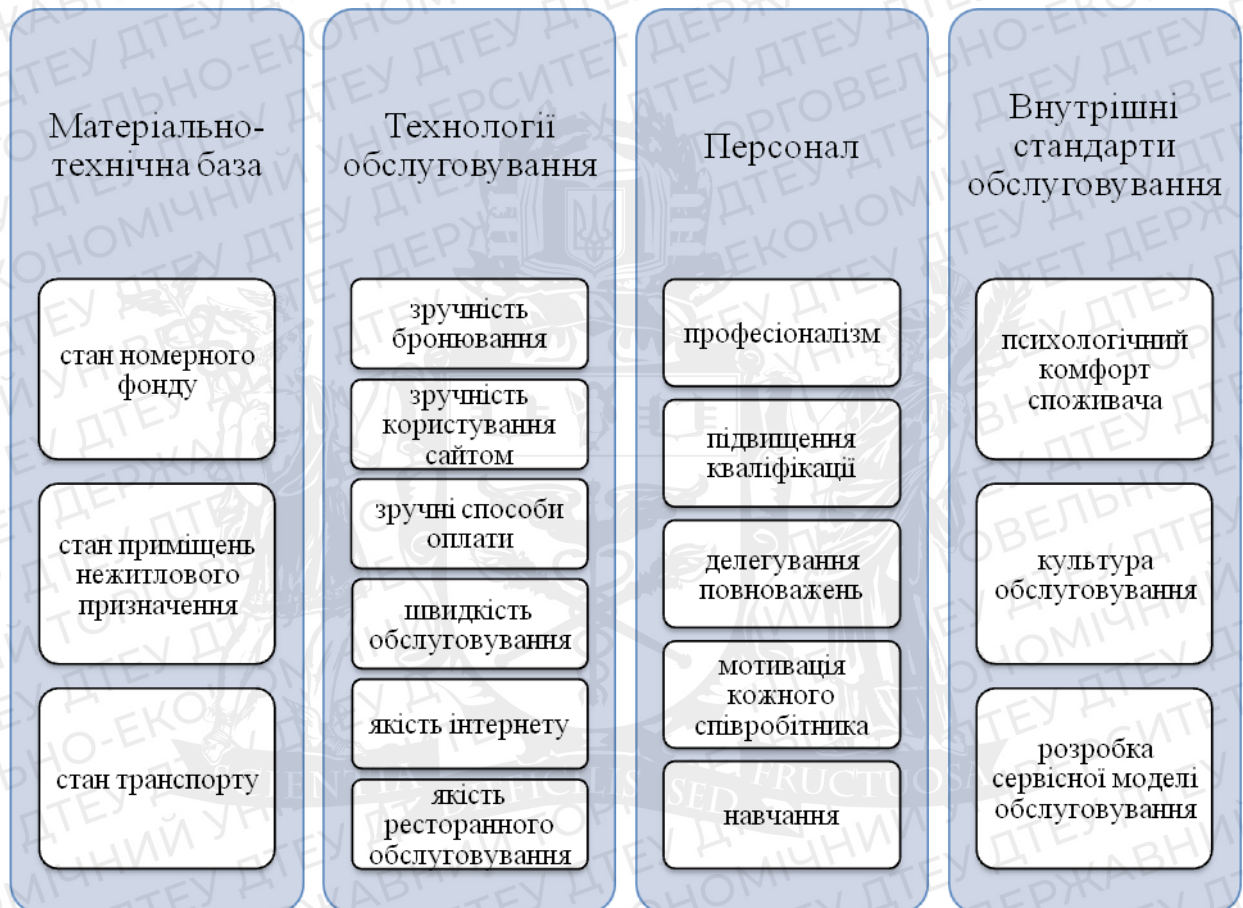 Матеріально-
технічна база
стан номерного
фонду
стан приміщень
нежитлового
призначення
стан транспорту
Технології
обслуговування
зручність
бронювання
зручність
користування
сайтом
зручні способи
оплати
швидкість
обслуговування
якість інтернету
якість
ресторанного
обслуговування
Персонал
професіоналізм
підвищення
кваліфікації
делегування
повноважень
мотивація
кожного
співробітника
навчання
Внутрішні
стандарти
обслуговування
психологічний
комфорт
споживача
культура
обслуговування
розробка
сервісної моделі
обслуговування